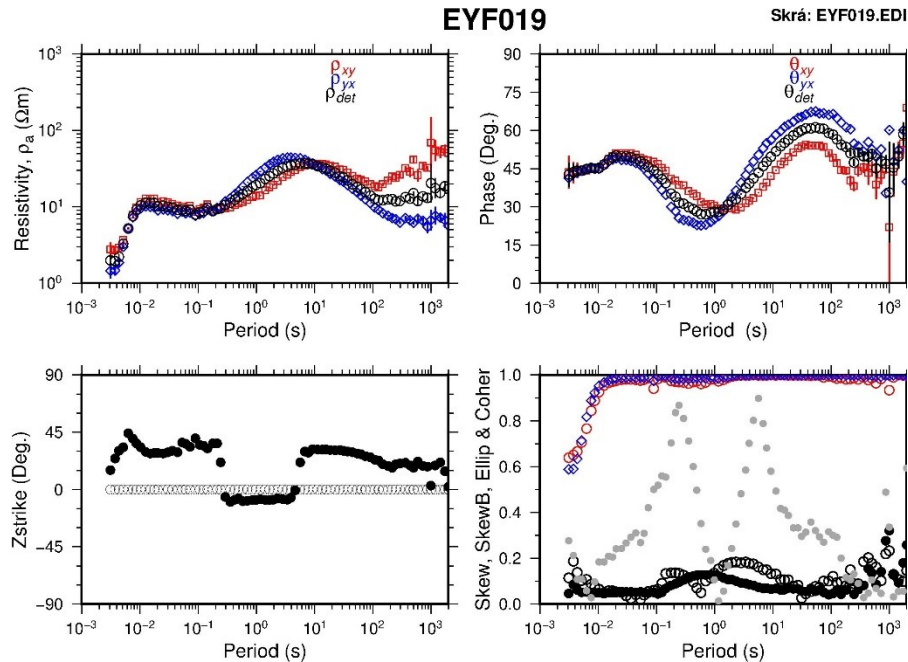 EYF019
Skrá: EYF019.EDI
Resistivity, ρa (Ωm)
10³
10²
10¹
10⁰
ρxy
ρyx
ρdet
10⁻³ 10⁻² 10⁻¹ 10⁰ 10¹ 10² 10³
Period (s)
Phase (Deg.)
90
75
60
45
30
15
0
θxy
θyx
θdet
10⁻³ 10⁻² 10⁻¹ 10⁰ 10¹ 10² 10³
Period (s)
Zstrike (Deg.)
90
45
0
−45
−90
10⁻³ 10⁻² 10⁻¹ 10⁰ 10¹ 10² 10³
Period (s)
Skew, SkewB, Ellip & Coher
1.0
0.8
0.6
0.4
0.2
0.0
10⁻³ 10⁻² 10⁻¹ 10⁰ 10¹ 10² 10³
Period (s)